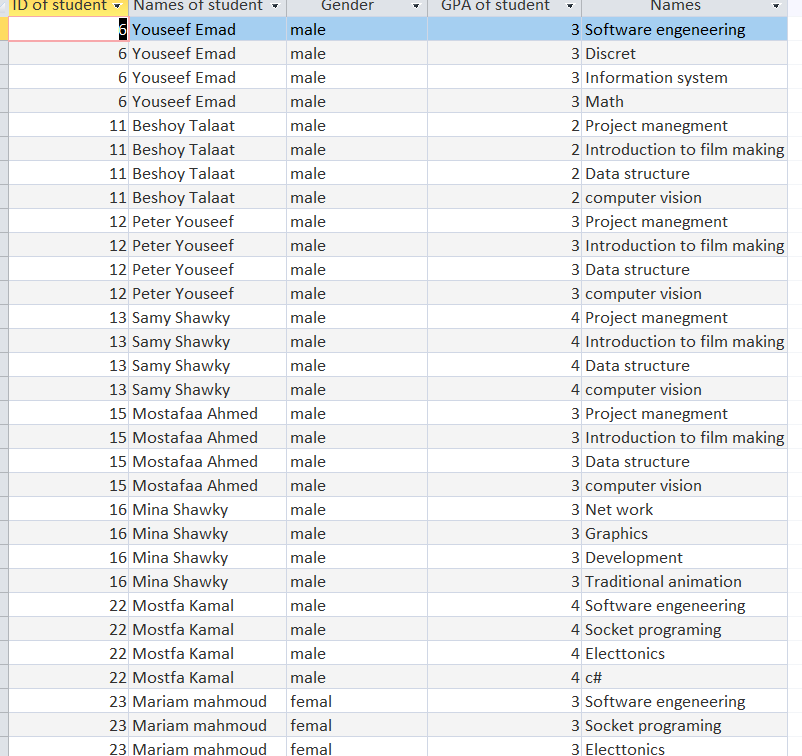 ID of student Names of student Gender GPA of student Names
6 Youseef Emad male 3 Software engeneering
6 Youseef Emad male 3 Discret
6 Youseef Emad male 3 Information system
6 Youseef Emad male 3 Math
11 Beshoy Talaat male 2 Project manegment
11 Beshoy Talaat male 2 Introduction to film making
11 Beshoy Talaat male 2 Data structure
11 Beshoy Talaat male 2 computer vision
12 Peter Youseef male 3 Project manegment
12 Peter Youseef male 3 Introduction to film making
12 Peter Youseef male 3 Data structure
12 Peter Youseef male 3 computer vision
13 Samy Shawky male 4 Project manegment
13 Samy Shawky male 4 Introduction to film making
13 Samy Shawky male 4 Data structure
13 Samy Shawky male 4 computer vision
15 Mostafaa Ahmed male 3 Project manegment
15 Mostafaa Ahmed male 3 Introduction to film making
15 Mostafaa Ahmed male 3 Data structure
15 Mostafaa Ahmed male 3 computer vision
16 Mina Shawky male 3 Net work
16 Mina Shawky male 3 Graphics
16 Mina Shawky male 3 Development
16 Mina Shawky male 3 Traditional animation
22 Mostfa Kamal male 4 Software engeneering
22 Mostfa Kamal male 4 Socket programing
22 Mostfa Kamal male 4 Electtonics
22 Mostfa Kamal male 4 c#
23 Mariam mahmoud femal 3 Software engeneering
23 Mariam mahmoud femal 3 Socket programing
23 Mariam mahmoud femal 3 Electtonics